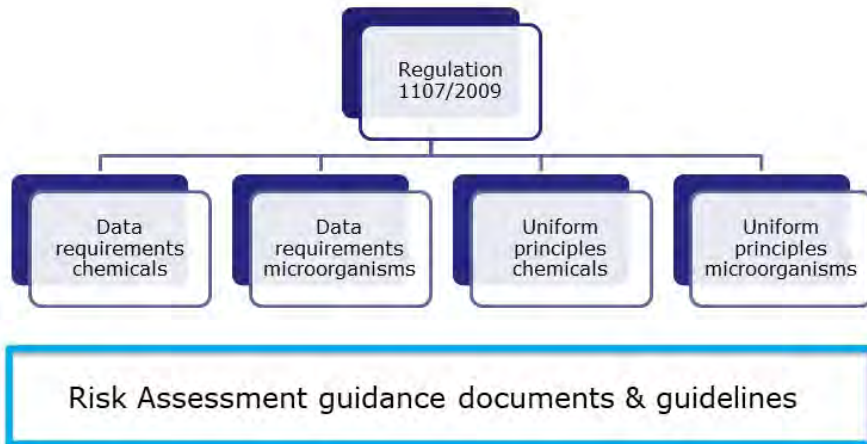 Regulation
1107/2009
Data
requirements
chemicals
Data
requirements
microorganisms
Uniform
principles
chemicals
Uniform
principles
microorganisms
Risk Assessment guidance documents & guidelines